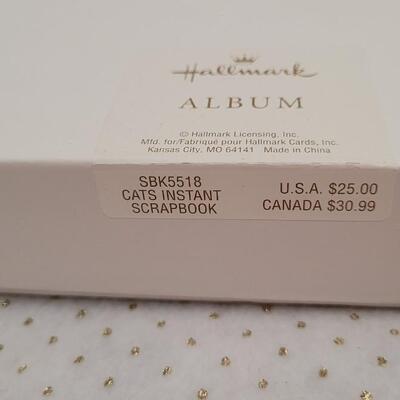 Hallmark
ALBUM
© Hallmark Licensing, Inc.
Mfd. for/Fabriqué pour Hallmark Cards, Inc.
Kansas City, MO 64141 Made in China
SBK5518
CATS INSTANT
SCRAPBOOK
U.S.A. $25.00
CANADA $30.99